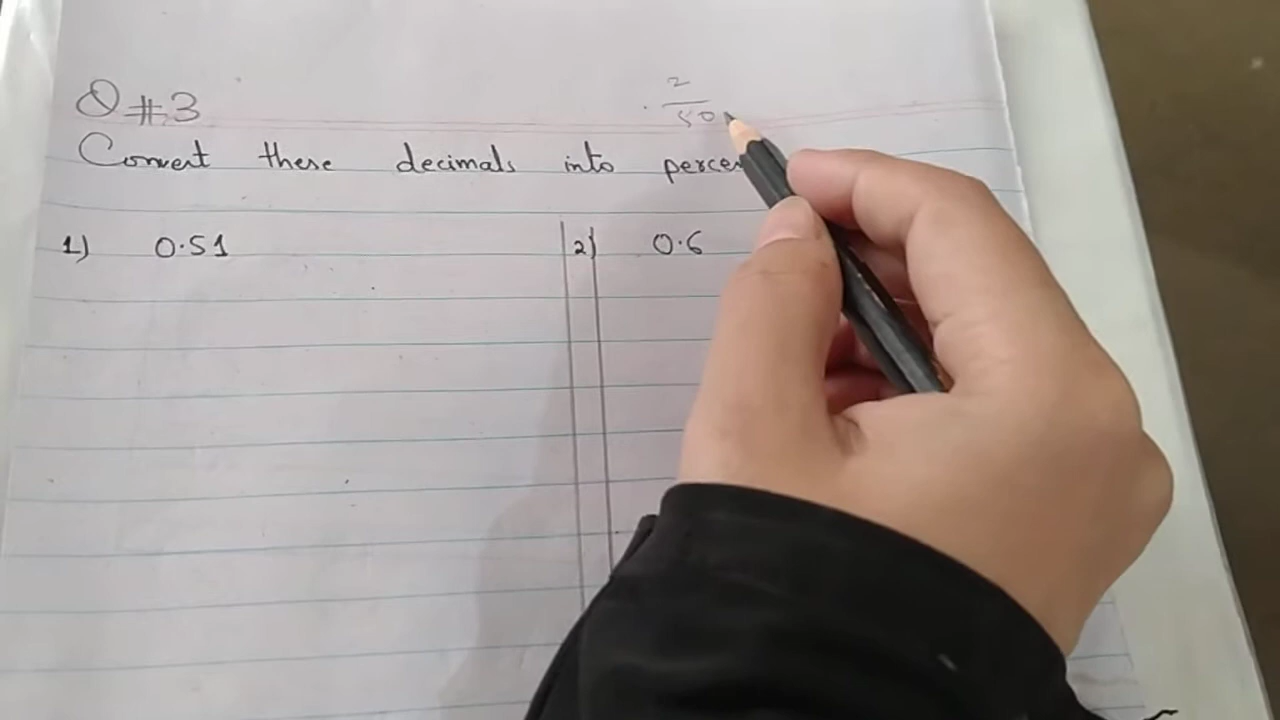 Q #3
2
50
Convert these decimals into
1) 0.51 2) 0.6